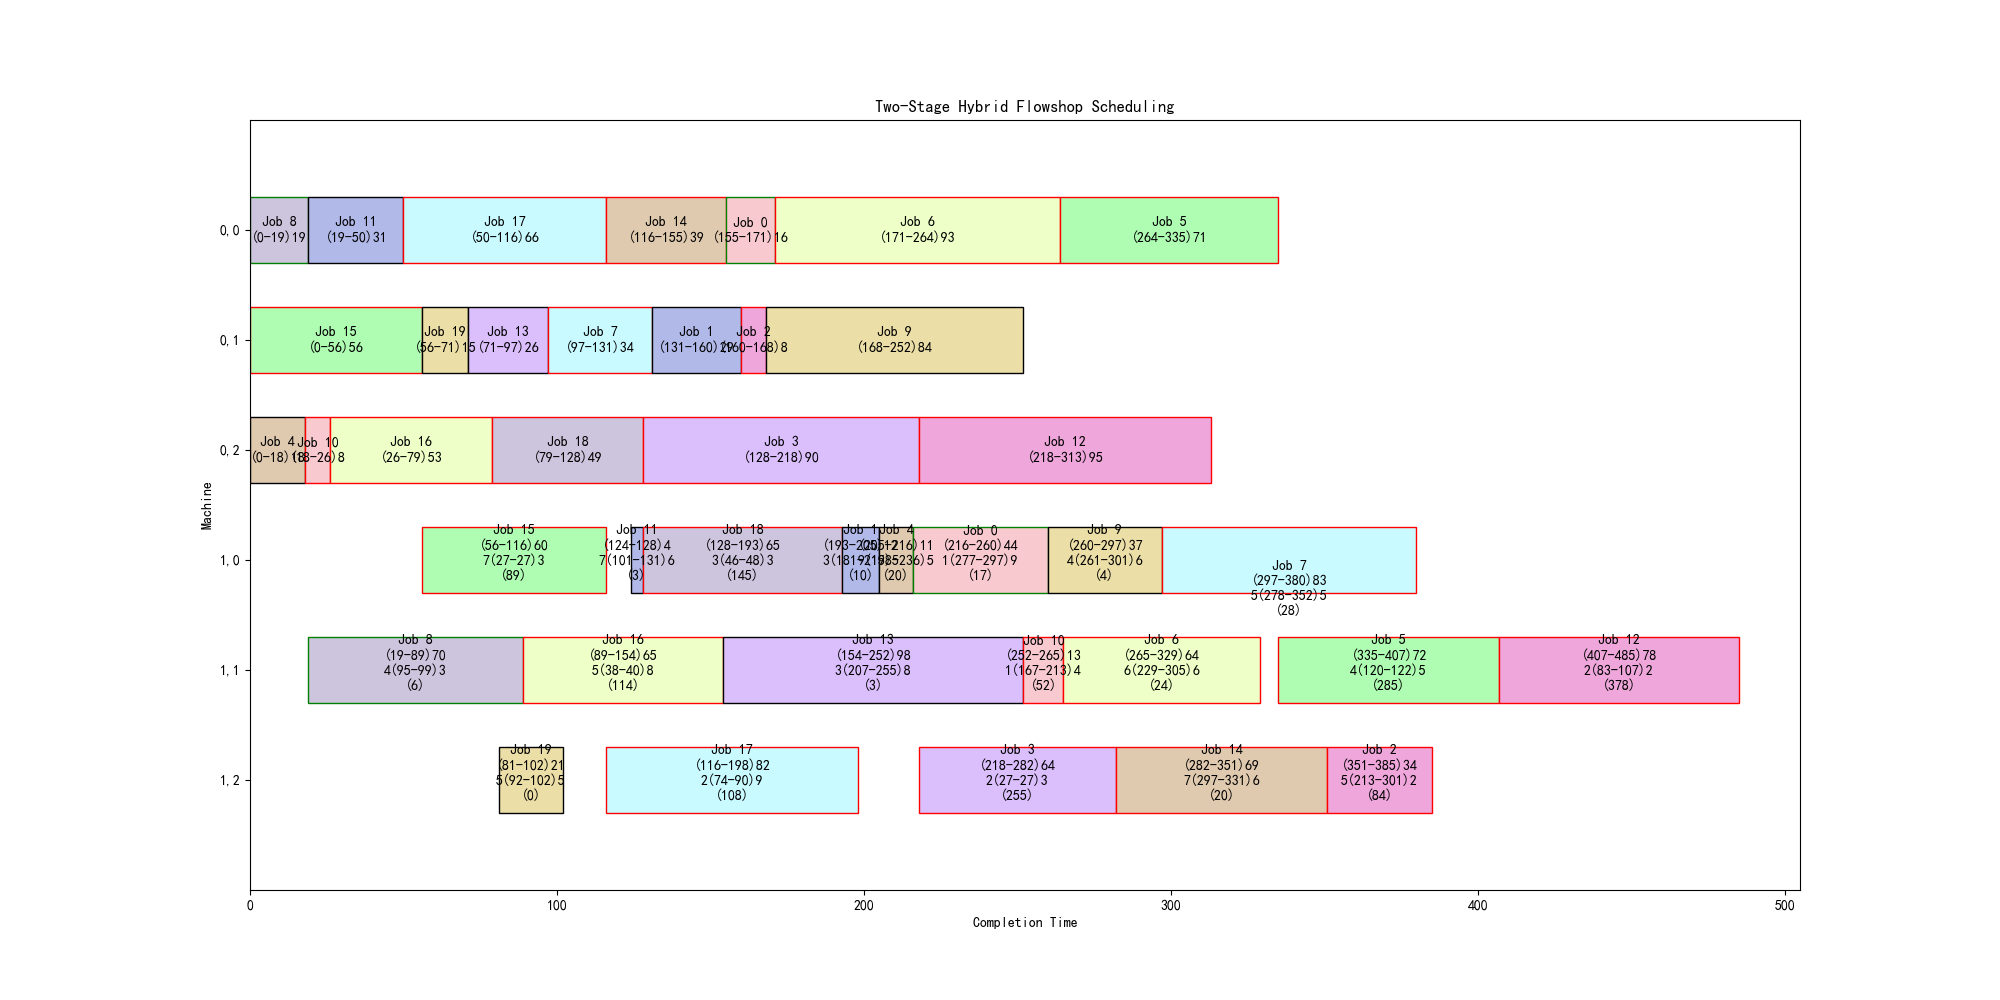 Two-Stage Hybrid Flowshop Scheduling
Machine
0,0
Job 8
(0-19)19
Job 11
(19-50)31
Job 17
(50-116)66
Job 14
(116-155)39
Job 0
(155-171)16
Job 6
(171-264)93
Job 5
(264-335)71
0,1
Job 15
(0-56)56
Job 19
(56-71)15
Job 13
(71-97)26
Job 7
(97-131)34
Job 1
(131-160)29
Job 2
(160-168)8
Job 9
(168-252)84
0,2
Job 4
(0-18)18
Job 10
(18-26)8
Job 16
(26-79)53
Job 18
(79-128)49
Job 3
(128-218)90
Job 12
(218-313)95
1,0
Job 15
(56-116)60
7(27-27)3
(89)
Job 11
(124-128)4
7(101-131)6
(3)
Job 18
(128-193)65
3(46-48)3
(145)
Job 1
(193-205)12
(10)
Job 4
(205-216)11
(20)
Job 0
(216-260)44
1(277-297)9
(17)
Job 9
(260-297)37
4(261-301)6
(4)
Job 7
(297-380)83
5(278-352)5
(28)
1,1
Job 8
(19-89)70
4(95-99)3
(6)
Job 16
(89-154)65
5(38-40)8
(114)
Job 13
(154-252)98
3(207-255)8
(3)
Job 10
(252-265)13
1(167-213)4
(52)
Job 6
(265-329)64
6(229-305)6
(24)
Job 5
(335-407)72
4(120-122)5
(285)
Job 12
(407-485)78
2(83-107)2
(378)
1,2
Job 19
(81-102)21
5(92-102)5
(0)
Job 17
(116-198)82
2(74-90)9
(108)
Job 3
(218-282)64
2(27-27)3
(255)
Job 14
(282-351)69
7(297-331)6
(20)
Job 2
(351-385)34
5(213-301)2
(84)
0
100
200
300
400
500
Completion Time